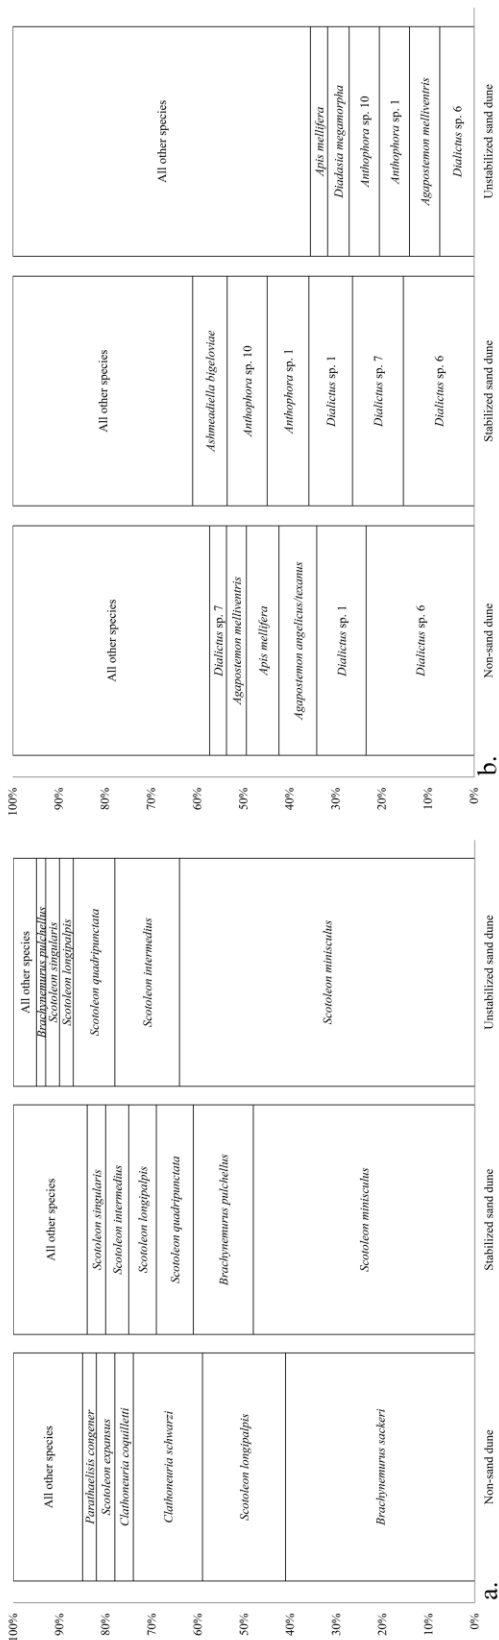 100%
90%
80%
70%
60%
50%
40%
30%
20%
10%
0%
All other species
Parathaelisis congener
Scotoleon expansus
Clathoneuria coquilletti
Clathoneuria schwarzi
Scotoleon longipalpis
Brachynemurus sackeri
Non-sand dune
All other species
Scotoleon singularis
Scotoleon intermedius
Scotoleon longipalpis
Scotoleon quadripunctata
Brachynemurus pulchellus
Scotoleon minisculus
Stabilized sand dune
All other species
Brachynemurus pulchellus
Scotoleon singularis
Scotoleon longipalpis
Scotoleon quadripunctata
Scotoleon intermedius
Scotoleon minisculus
Unstabilized sand dune
a.
100%
90%
80%
70%
60%
50%
40%
30%
20%
10%
0%
All other species
Dialictus sp. 7
Agapostemon melliventris
Apis mellifera
Agapostemon angelicus/texanus
Dialictus sp. 1
Dialictus sp. 6
Non-sand dune
All other species
Ashmeadiella bigeloviae
Anthophora sp. 10
Anthophora sp. 1
Dialictus sp. 1
Dialictus sp. 7
Dialictus sp. 6
Stabilized sand dune
All other species
Apis mellifera
Diadasia megamorpha
Anthophora sp. 10
Anthophora sp. 1
Agapostemon melliventris
Dialictus sp. 6
Unstabilized sand dune
b.